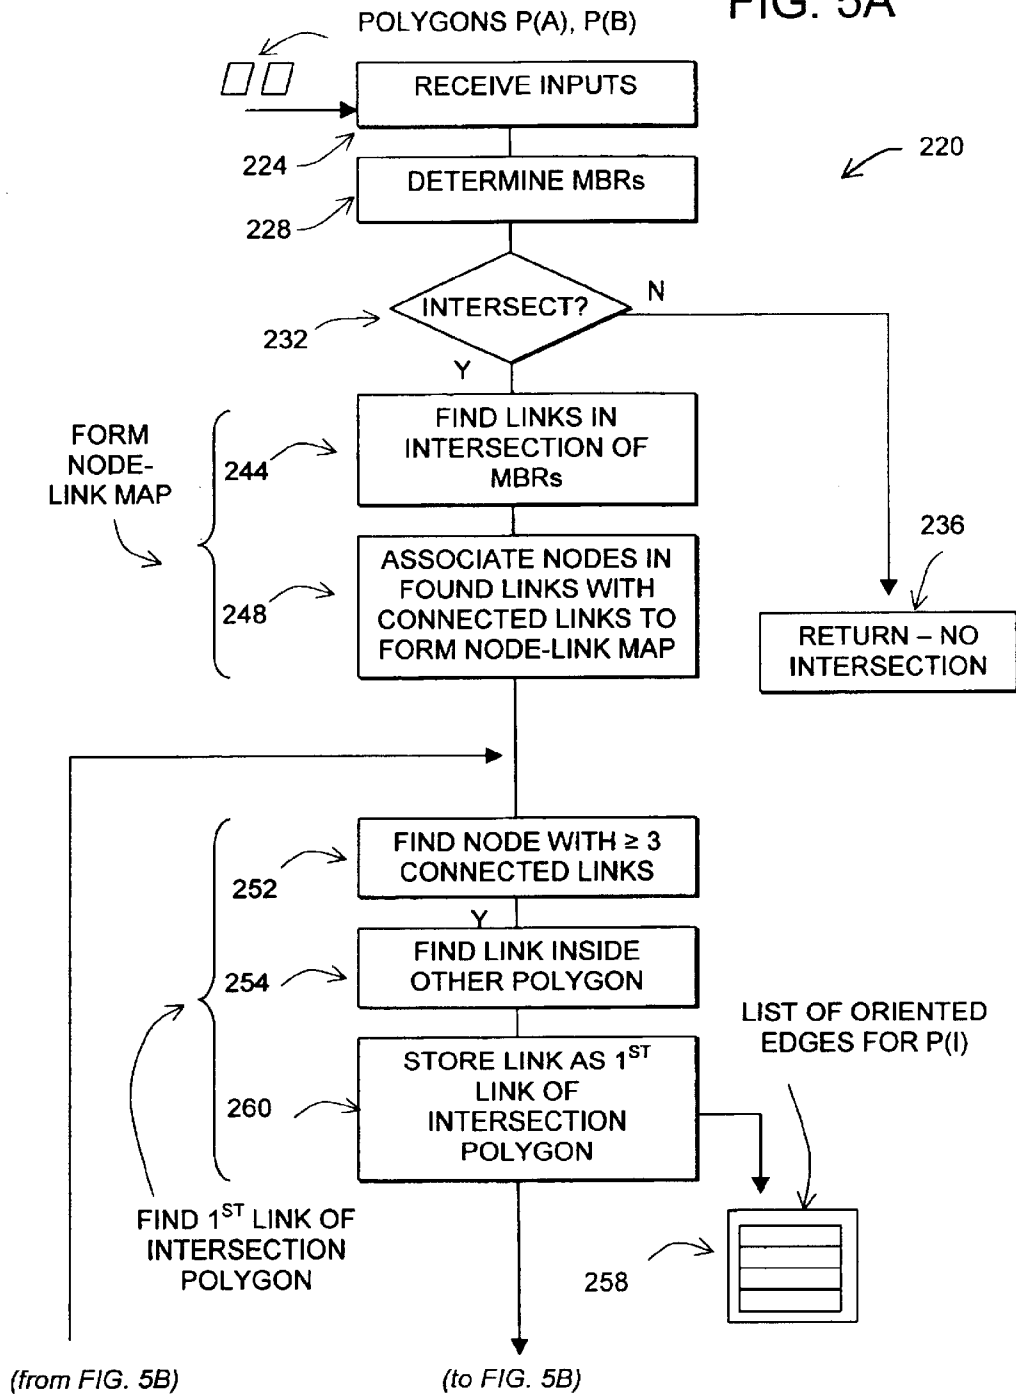 FIG. 5A
POLYGONS P(A), P(B)
RECEIVE INPUTS
224
220
DETERMINE MBRs
228
INTERSECT?
N
232
Y
FIND LINKS IN
INTERSECTION OF
MBRs
FORM
NODE-
LINK MAP
244
236
ASSOCIATE NODES IN
FOUND LINKS WITH
CONNECTED LINKS TO
FORM NODE-LINK MAP
248
RETURN – NO
INTERSECTION
FIND NODE WITH ≥ 3
CONNECTED LINKS
252
Y
FIND LINK INSIDE
OTHER POLYGON
254
LIST OF ORIENTED
EDGES FOR P(I)
STORE LINK AS 1ST
LINK OF
INTERSECTION
POLYGON
260
FIND 1ST LINK OF
INTERSECTION
POLYGON
258
(from FIG. 5B)
(to FIG. 5B)